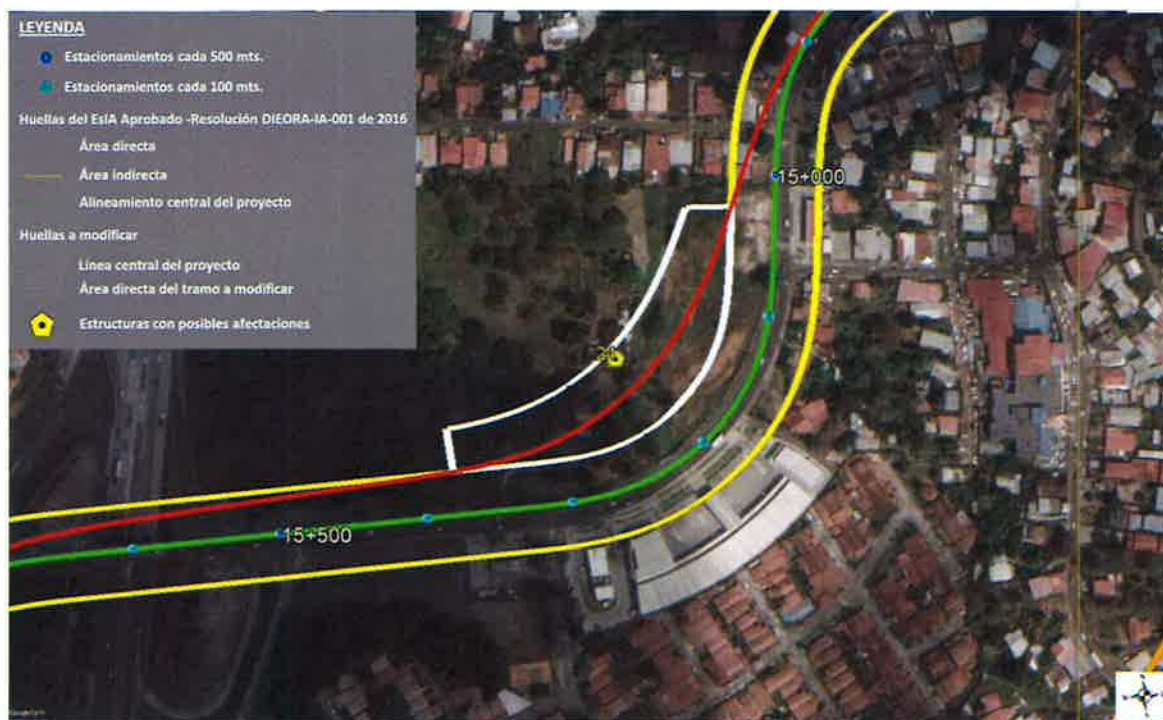 LEYENDA
Estacionamientos cada 500 mts.
Estacionamientos cada 100 mts.
Huellas del EsIA Aprobado -Resolución DIEORA-IA-001 de 2016
Área directa
Área indirecta
Alineamiento central del proyecto
Huellas a modificar
Línea central del proyecto
Área directa del tramo a modificar
Estructuras con posibles afectaciones
15+000
15+500